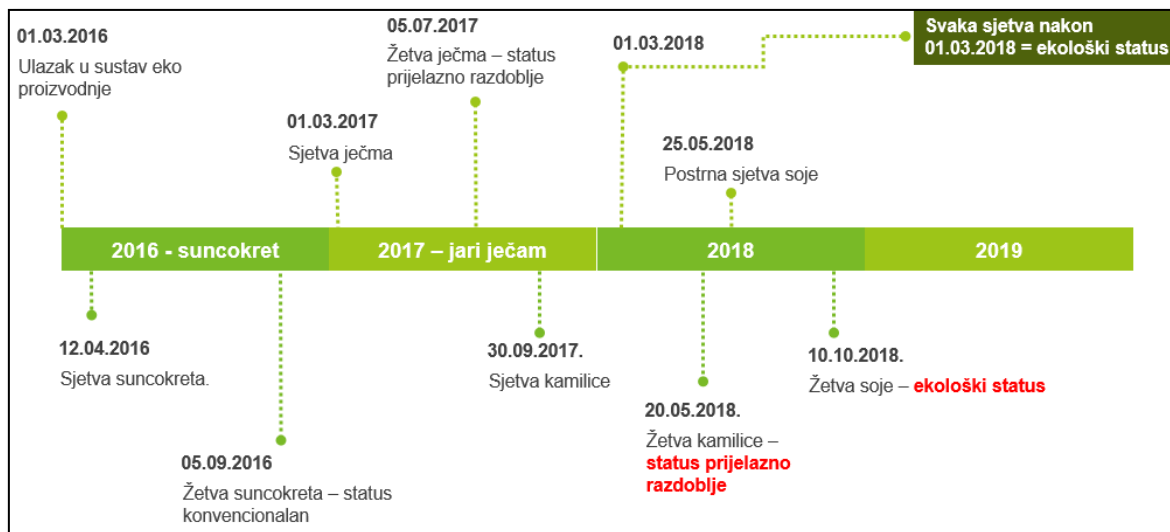 01.03.2016
Ulazak u sustav eko
proizvodnje
01.03.2017
Sjetva ječma
05.07.2017
Žetva ječma – status
prijelazno razdoblje
01.03.2018
Svaka sjetva nakon
01.03.2018 = ekološki status
25.05.2018
Postrna sjetva soje
2016 - suncokret
2017 – jari ječam
2018
2019
12.04.2016
Sjetva suncokreta.
05.09.2016
Žetva suncokreta – status
konvencionalan
30.09.2017.
Sjetva kamilice
20.05.2018.
Žetva kamilice –
status prijelazno
razdoblje
10.10.2018.
Žetva soje – ekološki status